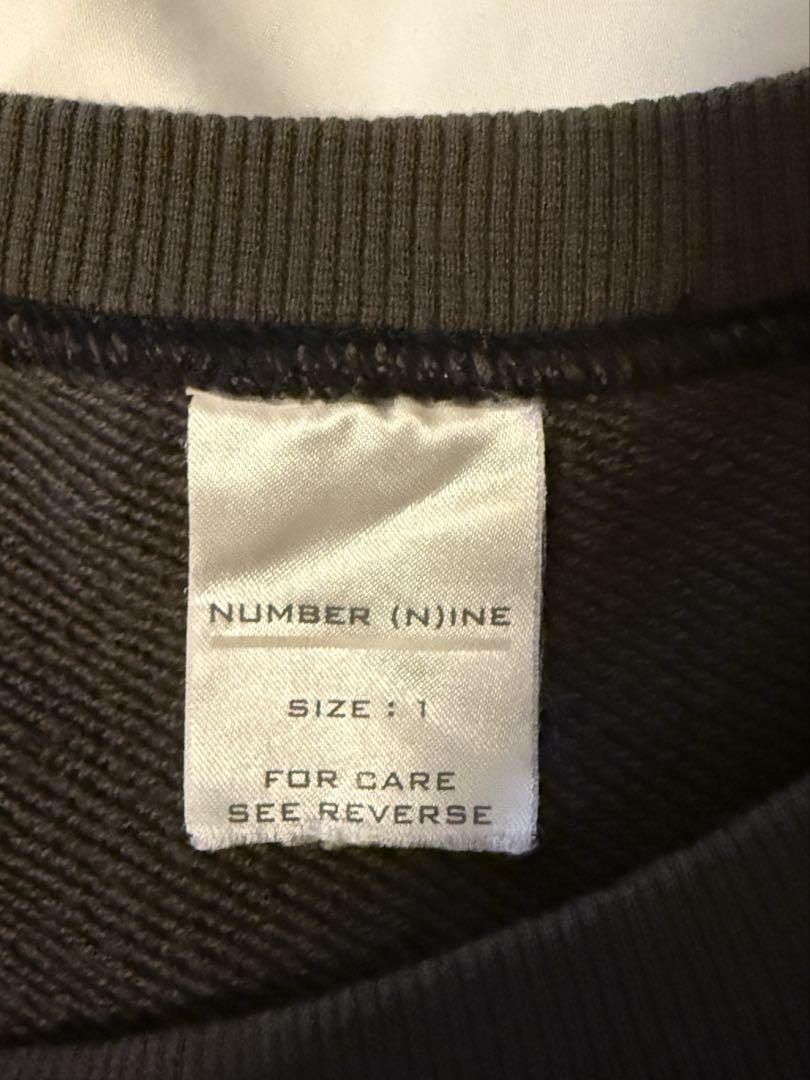 NUMBER (N)INE
SIZE : 1
FOR CARE
SEE REVERSE